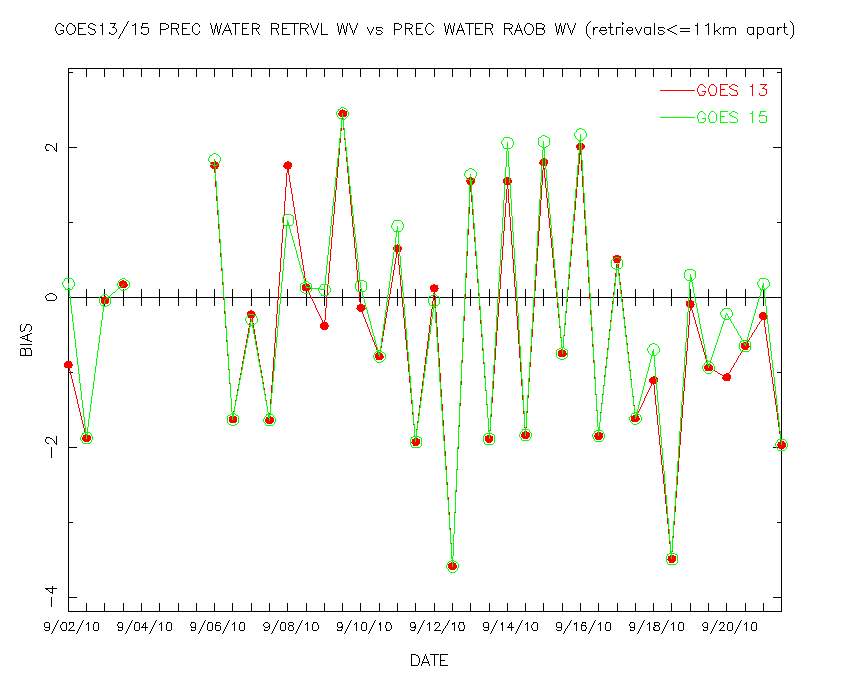 GOES13/15 PREC WATER RETRVL WV vs PREC WATER RAOB WV (retrievals<=11km apart)
GOES 13
GOES 15
2
0
-2
-4
BIAS
9/02/10 9/04/10 9/06/10 9/08/10 9/10/10 9/12/10 9/14/10 9/16/10 9/18/10 9/20/10
DATE